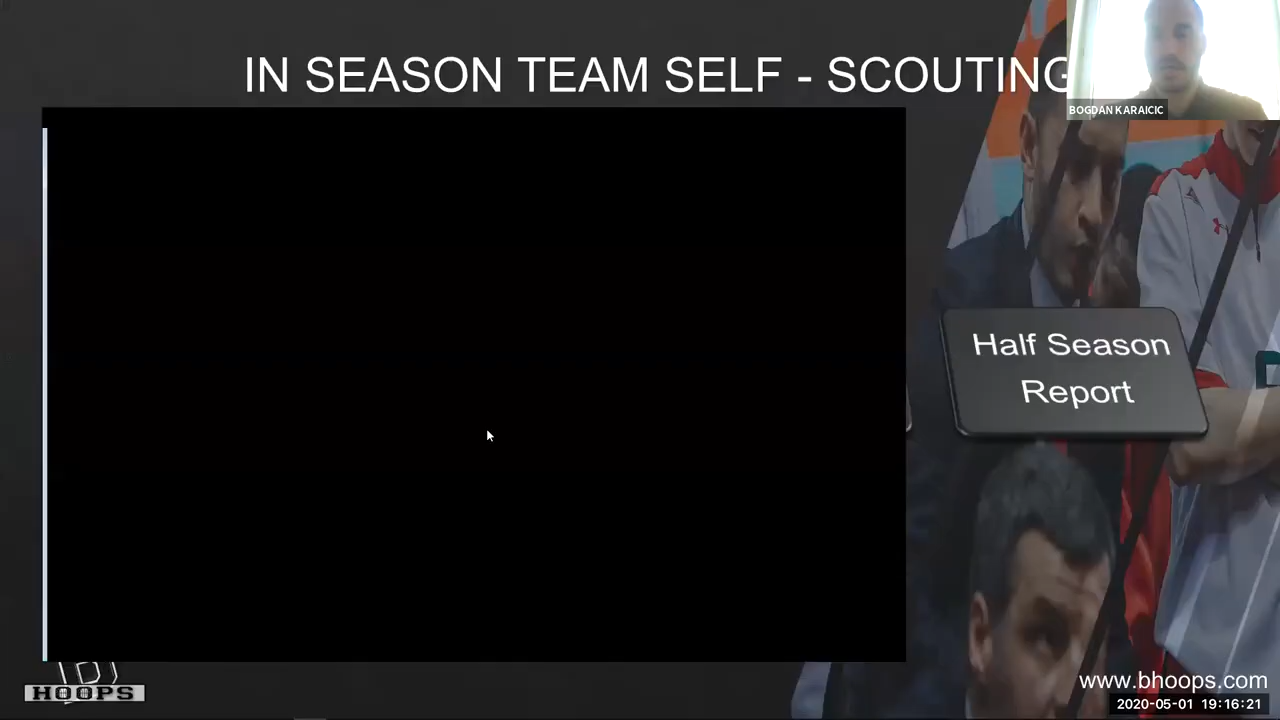 IN SEASON TEAM SELF - SCOUTING
BOGDAN KARAICIC
Half Season
Report
HOOPS
www.bhoops.com
2020-05-01 19:16:21